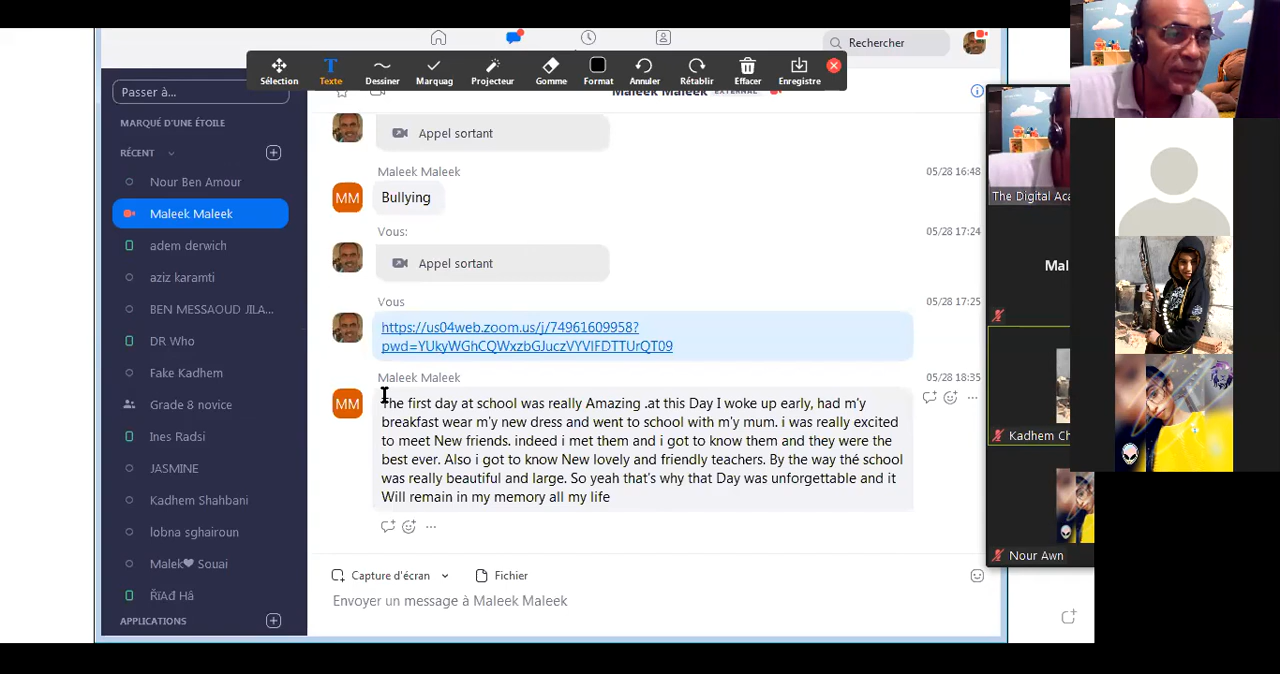 Rechercher
Sélection
Texte
Dessiner
Marquag
Projecteur
Gomme
Format
Annuler
Rétablir
Effacer
Enregistre
Passer à...
Maleek Maleek EXTERNAL
MARQUÉ D'UNE ÉTOILE
RÉCENT
Nour Ben Amour
Maleek Maleek
adem derwich
aziz karamti
BEN MESSAOUD JILA...
DR Who
Fake Kadhem
Grade 8 novice
Ines Radsi
JASMINE
Kadhem Shahbani
lobna sghairoun
Malek❤ Souai
ŘïAđ Hã
APPLICATIONS
Appel sortant
Maleek Maleek 05/28 16:48
MM
Bullying
Vous: 05/28 17:24
Appel sortant
Vous 05/28 17:25
https://us04web.zoom.us/j/74961609958?
pwd=YUkyWGhCQWxzbGJuczVYVlFDTTUrQT09
Maleek Maleek 05/28 18:35
MM
The first day at school was really Amazing .at this Day I woke up early, had m'y
breakfast wear m'y new dress and went to school with m'y mum. i was really excited
to meet New friends. indeed i met them and i got to know them and they were the
best ever. Also i got to know New lovely and friendly teachers. By the way thé school
was really beautiful and large. So yeah that's why that Day was unforgettable and it
Will remain in my memory all my life
Capture d'écran
Fichier
Envoyer un message à Maleek Maleek
The Digital Aca
Mal
Kadhem Ch
Nour Awn